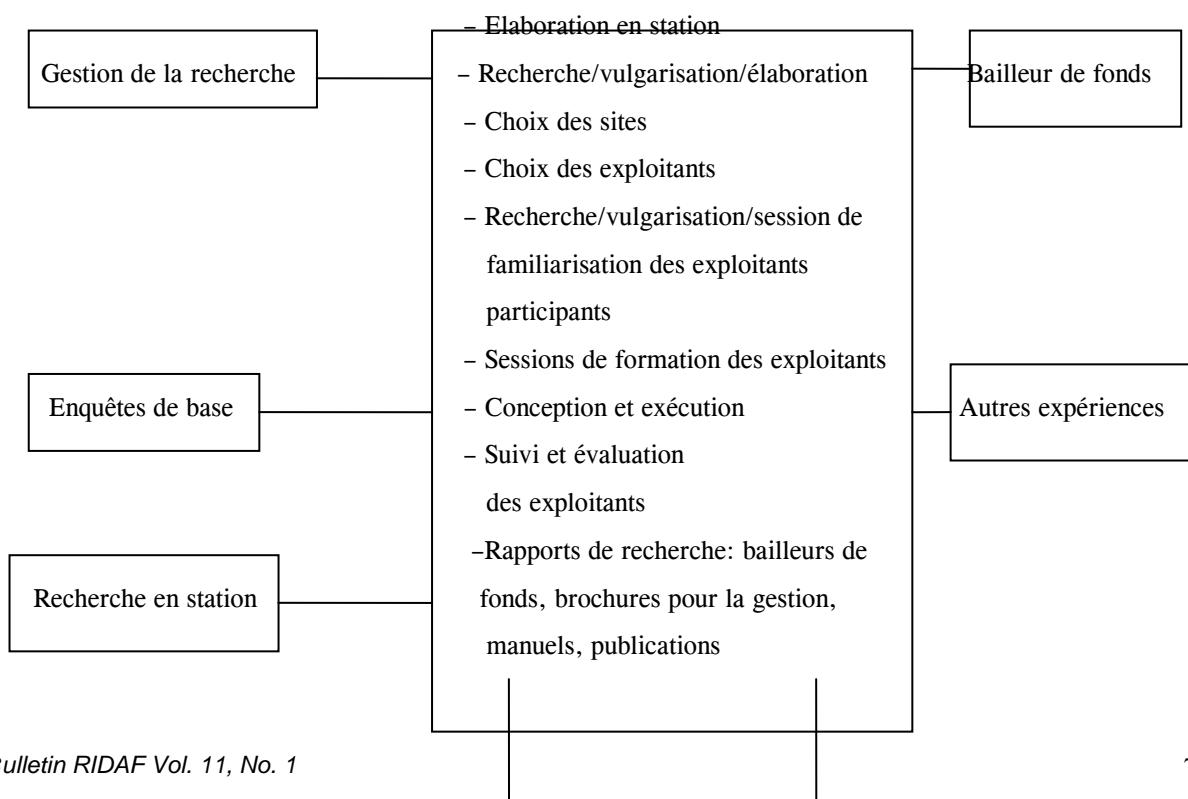 – Elaboration en station
Gestion de la recherche
– Recherche/vulgarisation/élaboration
Bailleur de fonds
– Choix des sites
– Choix des exploitants
– Recherche/vulgarisation/session de
familiarisation des exploitants
participants
– Sessions de formation des exploitants
Enquêtes de base
– Conception et exécution
Autres expériences
– Suivi et évaluation
des exploitants
–Rapports de recherche: bailleurs de
Recherche en station
fonds, brochures pour la gestion,
manuels, publications
Bulletin RIDAF Vol. 11, No. 1